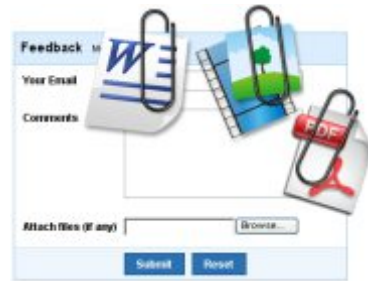 Feedback
W
Your Email
PDF
Comments
Attach files (if any) Browse...
Submit Reset